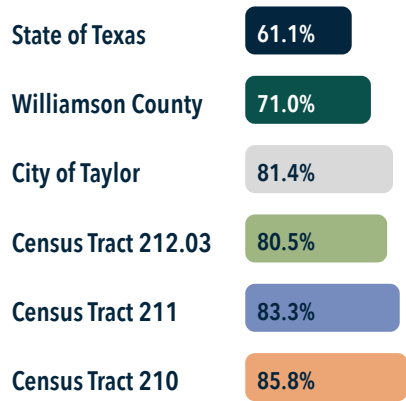 State of Texas 61.1%
Williamson County 71.0%
City of Taylor 81.4%
Census Tract 212.03 80.5%
Census Tract 211 83.3%
Census Tract 210 85.8%